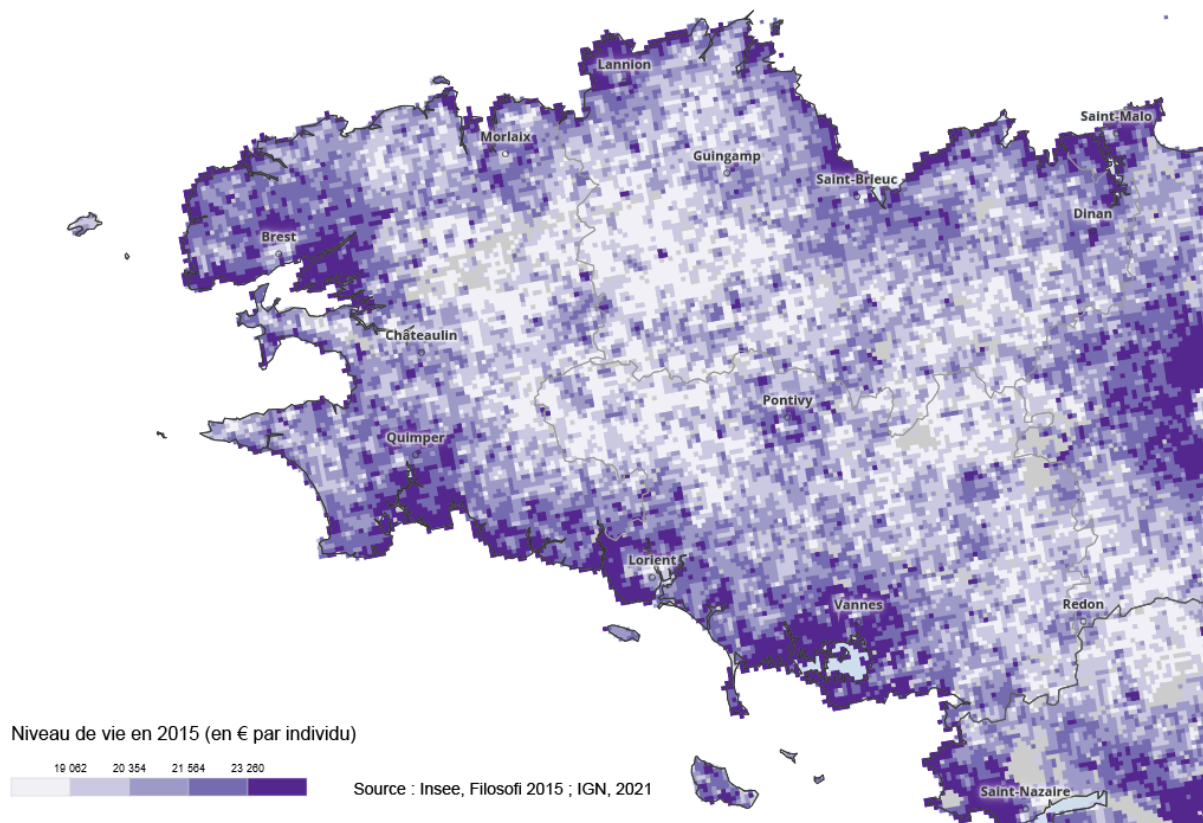 Lannion
Saint-Malo
Morlaix
Guingamp
Saint-Brieuc
Dinan
Brest
Châteaulin
Pontivy
Quimper
Lorient
Vannes
Redon
Niveau de vie en 2015 (en € par individu)
19 062 20 354 21 564 23 260
Source : Insee, Filosofi 2015 ; IGN, 2021
Saint-Nazaire